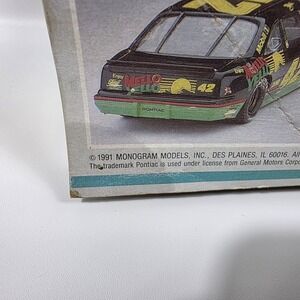 Enjoy
MELLO
YELLO
42
PONTIAC
© 1991 MONOGRAM MODELS, INC., DES PLAINES, IL 60016.
The trademark Pontiac is used under license from General Motors